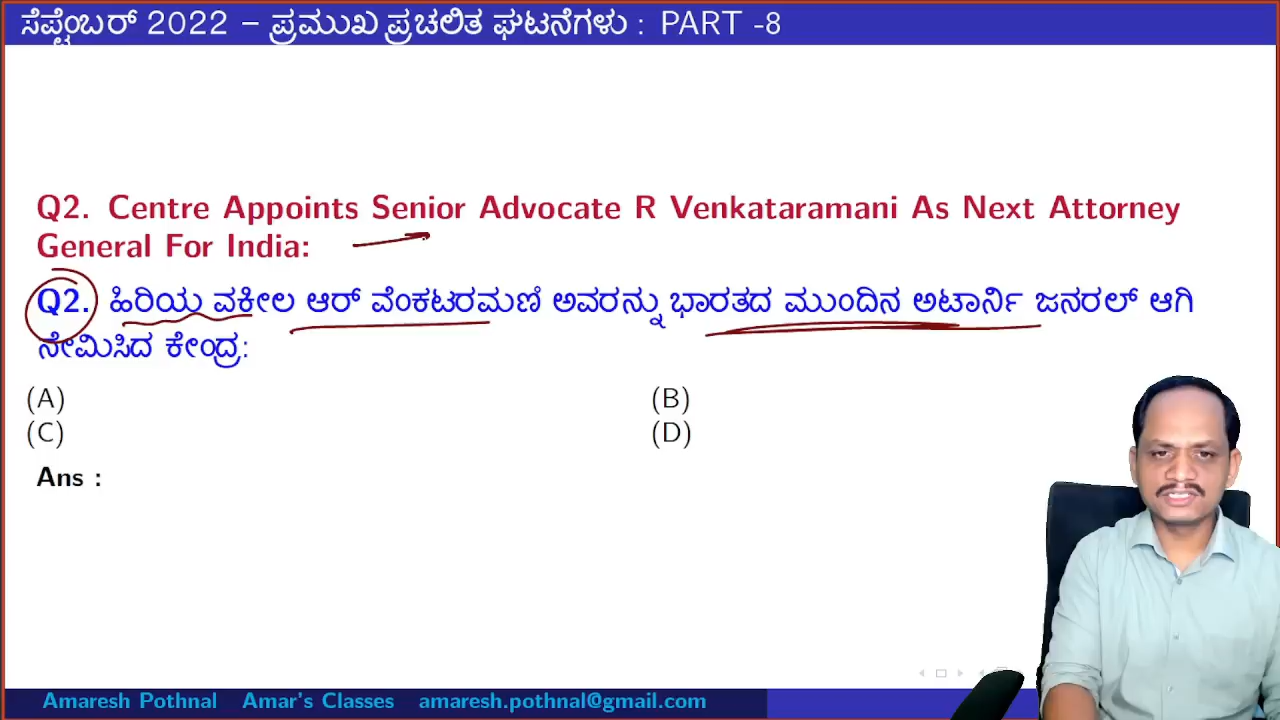 ಸೆಪ್ಟೆಂಬರ್ 2022 – ಪ್ರಮುಖ ಪ್ರಚಲಿತ ಘಟನೆಗಳು : PART -8
Q2. Centre Appoints Senior Advocate R Venkataramani As Next Attorney
General For India:
Q2. ಹಿರಿಯ ವಕೀಲ ಆರ್ ವೆಂಕಟರಮಣಿ ಅವರನ್ನು ಭಾರತದ ಮುಂದಿನ ಅಟಾರ್ನಿ ಜನರಲ್ ಆಗಿ
ನೇಮಿಸಿದ ಕೇಂದ್ರ:
(A) (B)
(C) (D)
Ans :
Amaresh Pothnal Amar's Classes amaresh.pothnal@gmail.com